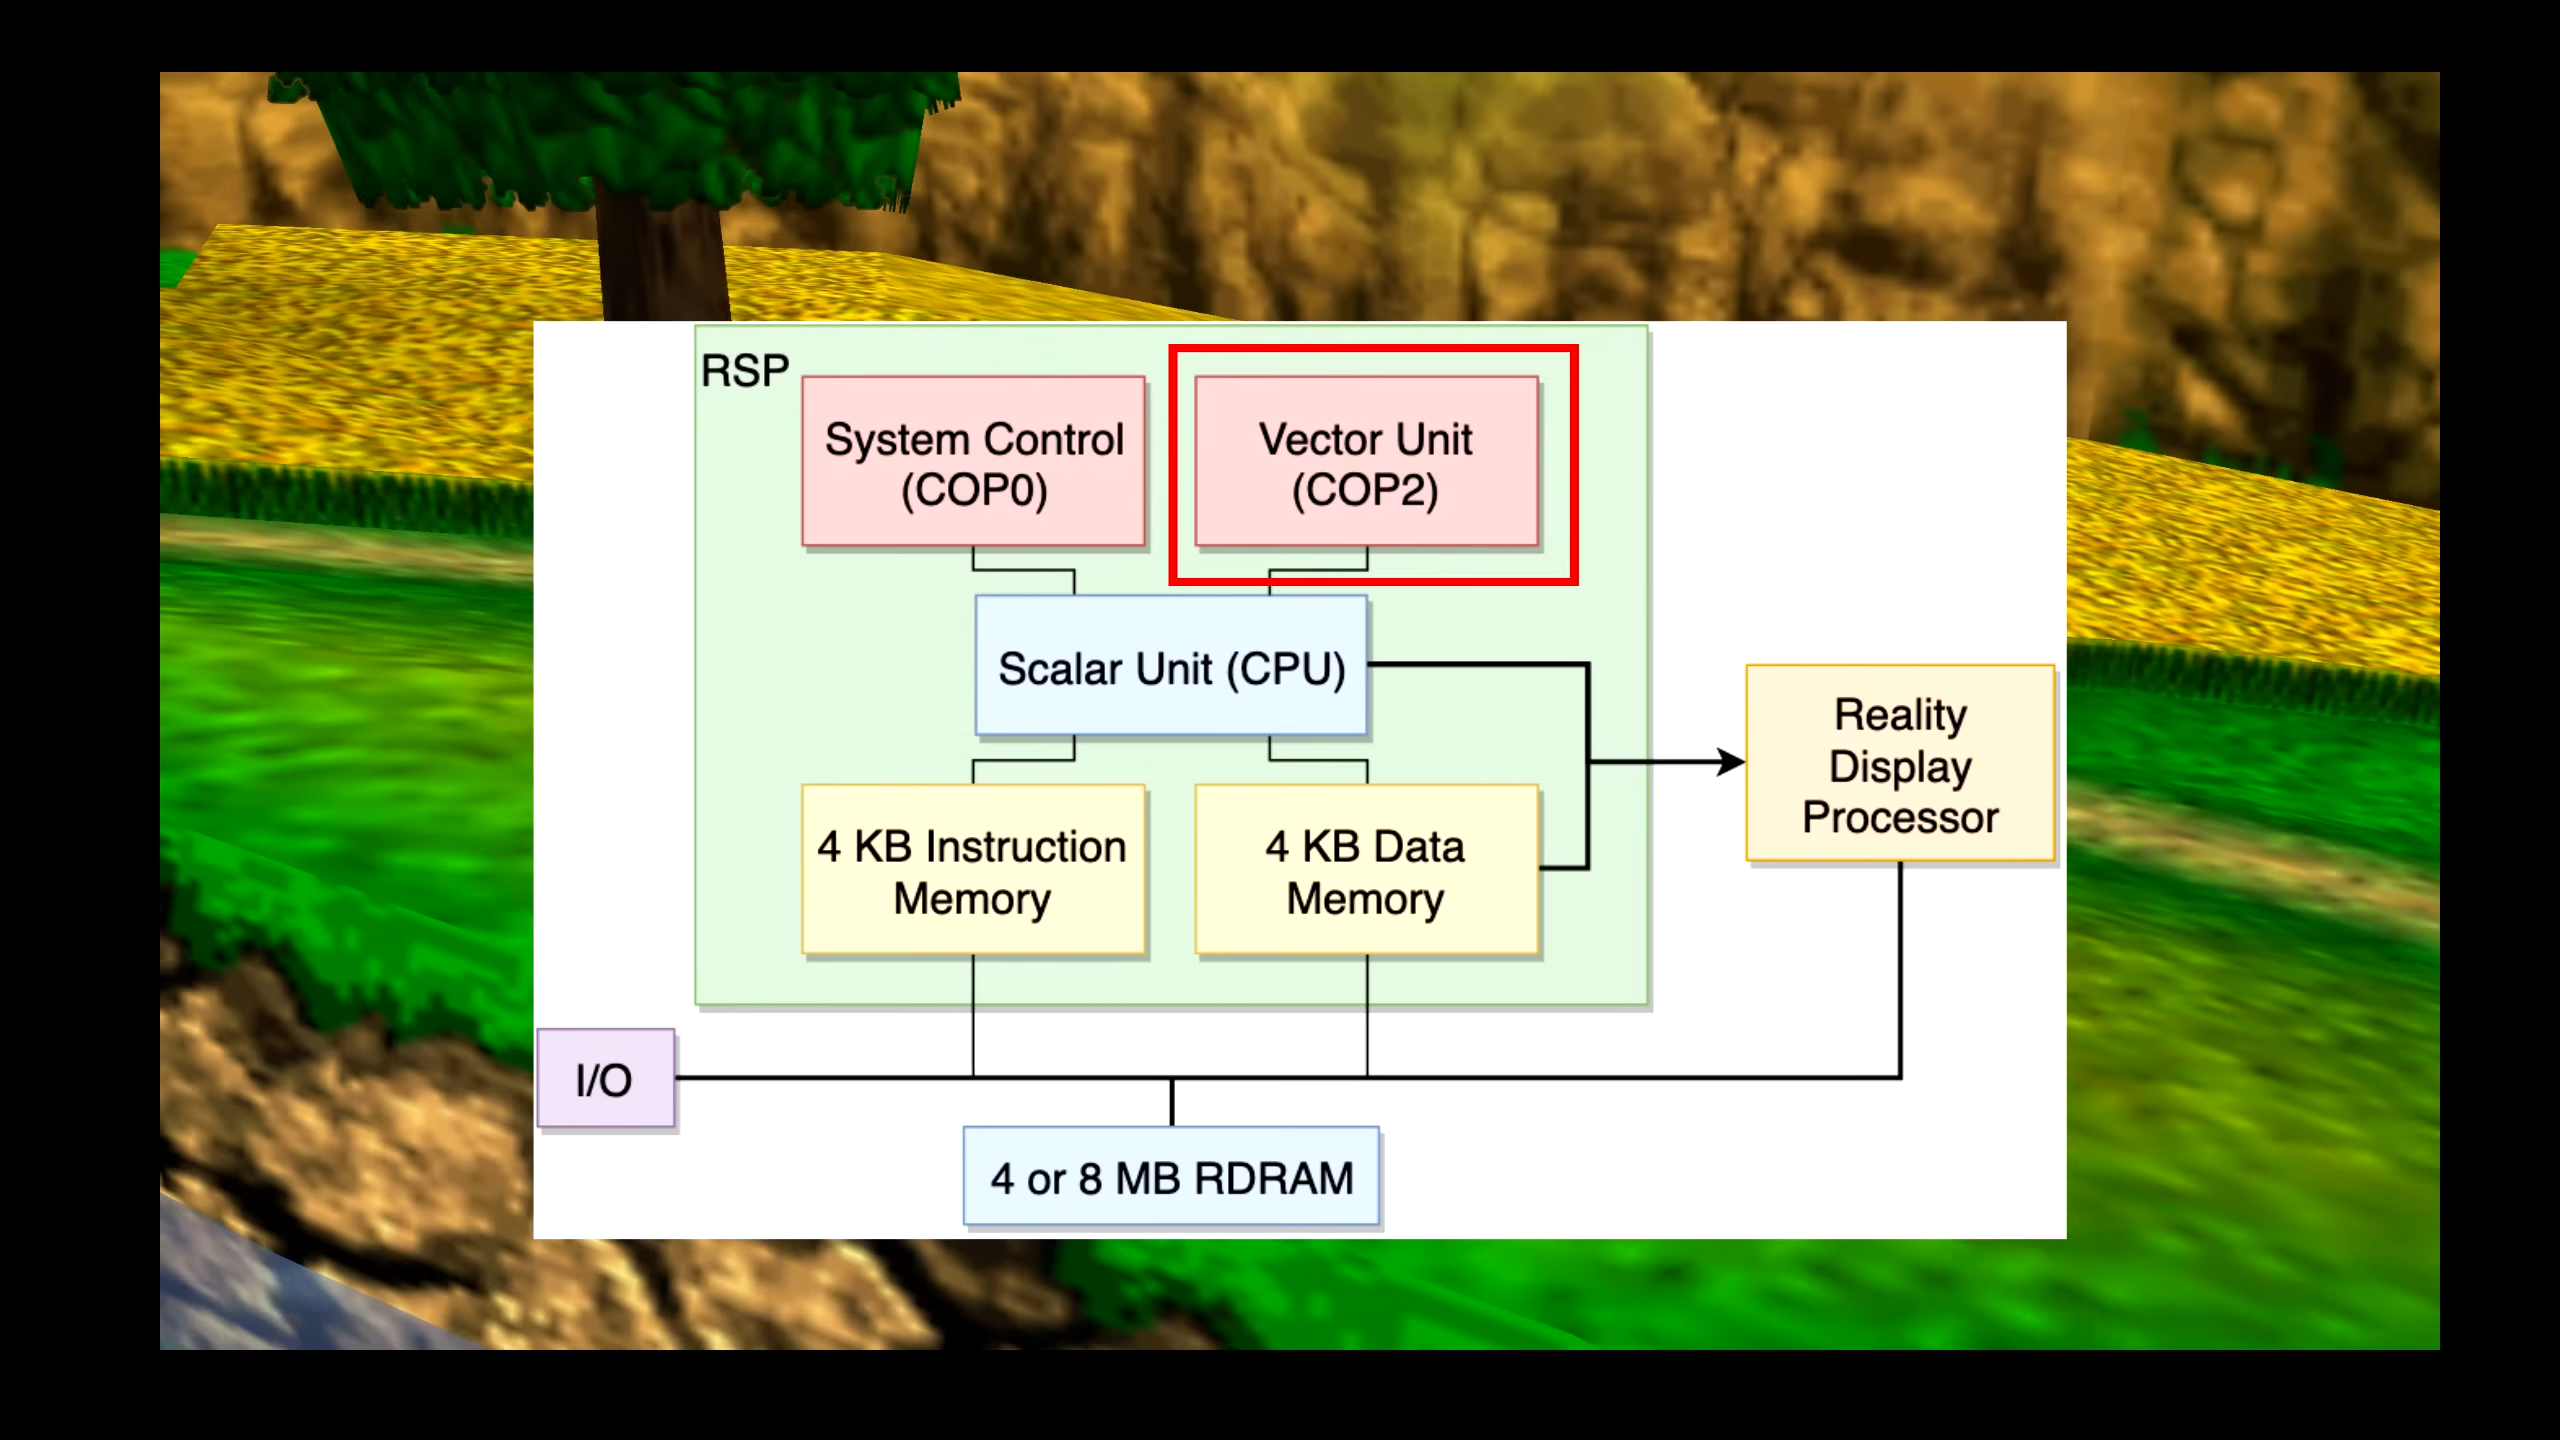 RSP
System Control
(COP0)
Vector Unit
(COP2)
Scalar Unit (CPU)
4 KB Instruction
Memory
4 KB Data
Memory
Reality
Display
Processor
I/O
4 or 8 MB RDRAM